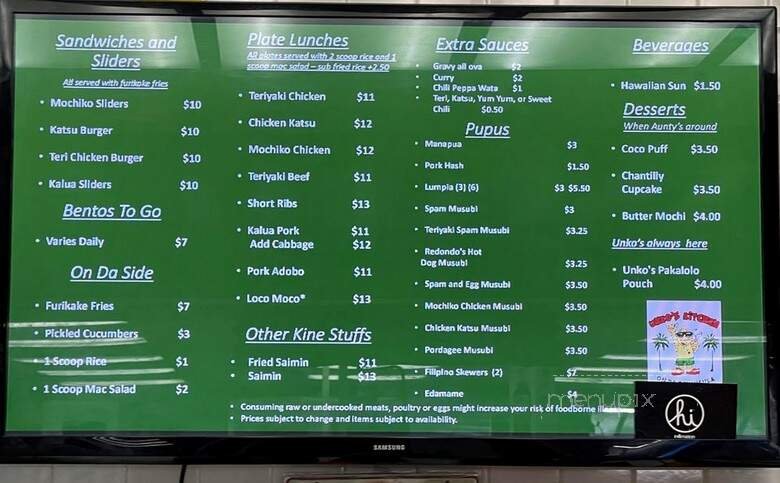 Sandwiches and
Sliders
All served with furikake fries
• Mochiko Sliders $10
• Katsu Burger $10
• Teri Chicken Burger $10
• Kalua Sliders $10
Bentos To Go
• Varies Daily $7
On Da Side
• Furikake Fries $7
• Pickled Cucumbers $3
• 1 Scoop Rice $1
• 1 Scoop Mac Salad $2
Plate Lunches
All plates served with 2 scoop rice and 1
scoop mac salad – sub fried rice +2.50
• Teriyaki Chicken $11
• Chicken Katsu $12
• Mochiko Chicken $12
• Teriyaki Beef $11
• Short Ribs $13
• Kalua Pork $11
Add Cabbage $12
• Pork Adobo $11
• Loco Moco* $13
Other Kine Stuffs
• Fried Saimin $11
• Saimin $13
Extra Sauces
• Gravy all ova $2
• Curry $2
• Chili Peppa Wata $1
• Teri, Katsu, Yum Yum, or Sweet
Chili $0.50
Pupus
• Manapua $3
• Pork Hash $1.50
• Lumpia (3) (6) $3 $5.50
• Spam Musubi $3
• Teriyaki Spam Musubi $3.25
• Redondo's Hot
Dog Musubi $3.25
• Spam and Egg Musubi $3.50
• Mochiko Chicken Musubi $3.50
• Chicken Katsu Musubi $3.50
• Pordagee Musubi $3.50
• Filipino Skewers (2) $7
• Edamame $4
Beverages
• Hawaiian Sun $1.50
Desserts
When Aunty's around
• Coco Puff $3.50
• Chantilly
Cupcake $3.50
• Butter Mochi $4.00
Unko's always here
• Unko's Pakalolo
Pouch $4.00
UNKO'S KITCHEN
hi
• Consuming raw or undercooked meats, poultry or eggs might increase your risk of foodborne
• Prices subject to change and items subject to availability.
menupix
SAMSUNG